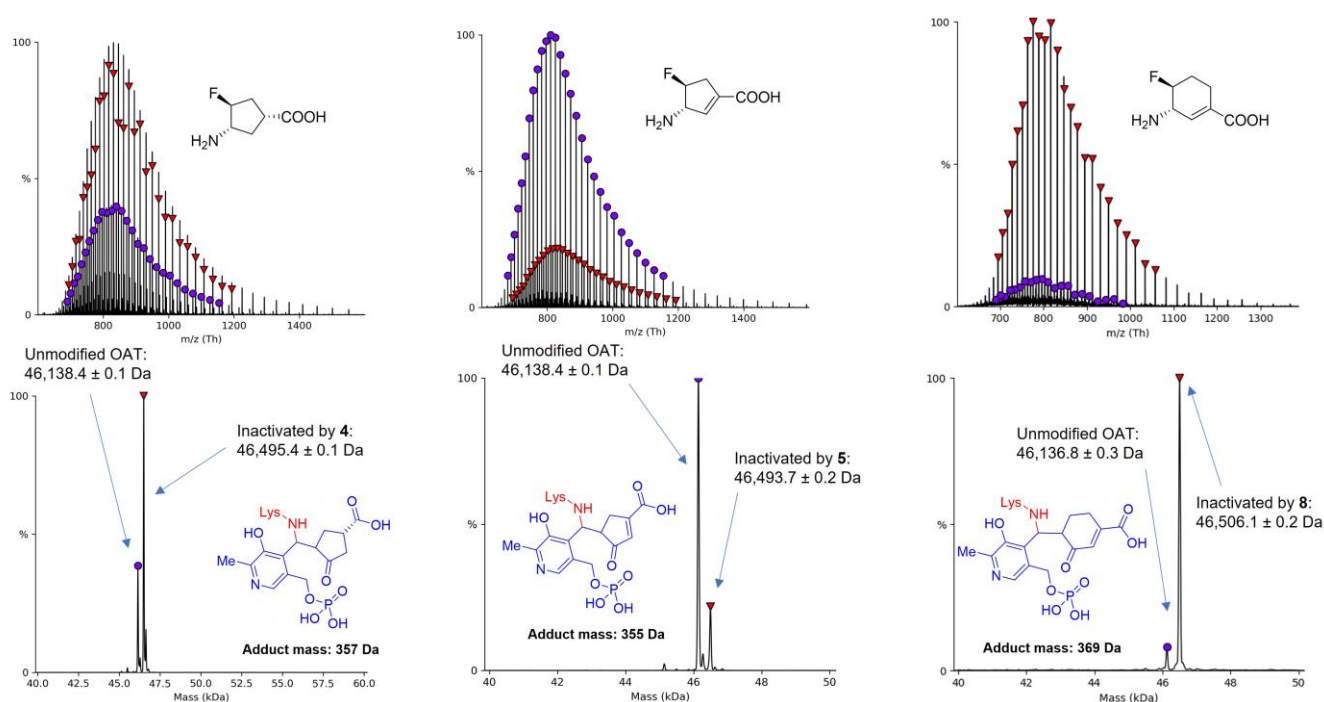 100
%
0
800
1000
1200
1400
m/z (Th)
F
H₂N
COOH
Unmodified OAT:
46,138.4 ± 0.1 Da
100
%
0
40.0
42.5
45.0
47.5
50.0
52.5
55.0
57.5
60.0
Mass (kDa)
Inactivated by 4:
46,495.4 ± 0.1 Da
Lys
NH
HO
O
OH
Me
N
O
O
O
P
HO
OH
Adduct mass: 357 Da
100
%
0
800
1000
1200
1400
m/z (Th)
F
H₂N
COOH
Unmodified OAT:
46,138.4 ± 0.1 Da
100
%
0
40
42
44
46
48
50
Mass (kDa)
Inactivated by 5:
46,493.7 ± 0.2 Da
Lys
NH
HO
O
OH
Me
N
O
O
O
P
HO
OH
Adduct mass: 355 Da
100
%
0
700
800
900
1000
1100
1200
1300
m/z (Th)
F
H₂N
COOH
100
%
0
40
42
44
46
48
50
Mass (kDa)
Unmodified OAT:
46,136.8 ± 0.3 Da
Inactivated by 8:
46,506.1 ± 0.2 Da
Lys
NH
HO
O
OH
Me
N
O
O
O
P
HO
OH
Adduct mass: 369 Da